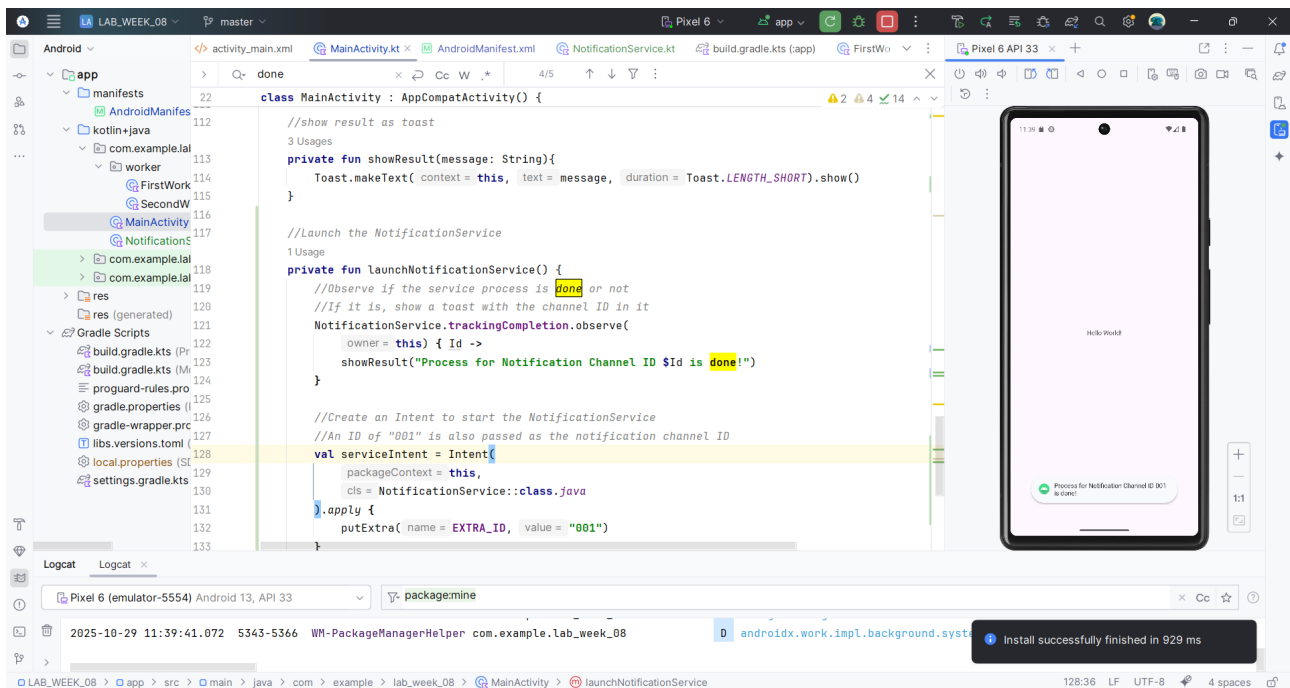 LA LAB_WEEK_08 master Pixel 6 app
Android
activity_main.xml MainActivity.kt AndroidManifest.xml NotificationService.kt build.gradle.kts (:app) FirstWo Pixel 6 API 33
app
manifests
AndroidManifes
kotlin+java
com.example.lal
worker
FirstWork
SecondW
MainActivity
NotificationS
com.example.lal
com.example.lal
res
res (generated)
Gradle Scripts
build.gradle.kts (Pr
build.gradle.kts (M
proguard-rules.pro
gradle.properties (
gradle-wrapper.prc
libs.versions.toml (
local.properties (SD
settings.gradle.kts
done Cc W .* 4/5
22 class MainActivity : AppCompatActivity() { 2 4 14
112 //show result as toast
3 Usages
113 private fun showResult(message: String){
114 Toast.makeText( context = this, text = message, duration = Toast.LENGTH_SHORT).show()
115 }
116
117 //Launch the NotificationService
1 Usage
118 private fun launchNotificationService() {
119 //Observe if the service process is done or not
120 //If it is, show a toast with the channel ID in it
121 NotificationService.trackingCompletion.observe(
122 owner = this) { Id ->
123 showResult("Process for Notification Channel ID $Id is done!")
124 }
125
126 //Create an Intent to start the NotificationService
127 //An ID of "001" is also passed as the notification channel ID
128 val serviceIntent = Intent(
129 packageContext = this,
130 cls = NotificationService::class.java
131 ).apply {
132 putExtra( name = EXTRA_ID, value = "001")
133 }
11:39
Hello World!
Process for Notification Channel ID 001
is done!
1:1
Logcat Logcat
Pixel 6 (emulator-5554) Android 13, API 33 package:mine Cc
2025-10-29 11:39:41.072 5343-5366 WM-PackageManagerHelper com.example.lab_week_08 D androidx.work.impl.background.syste
Install successfully finished in 929 ms
LAB_WEEK_08 > app > src > main > java > com > example > lab_week_08 > MainActivity > launchNotificationService 128:36 LF UTF-8 4 spaces